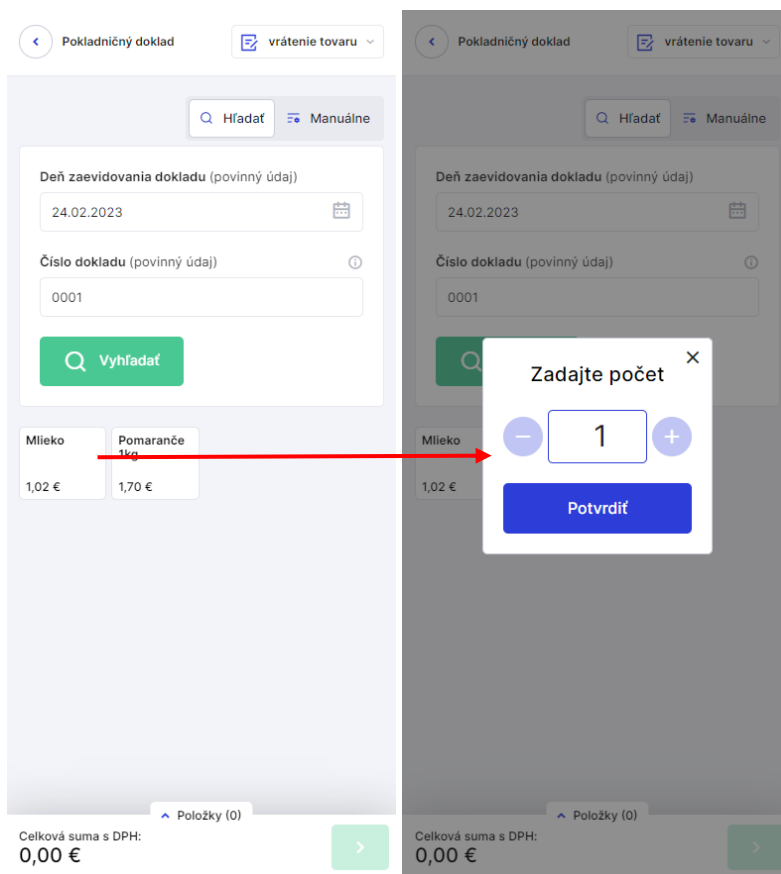 Pokladničný doklad
vrátenie tovaru
Hľadať
Manuálne
Deň zaevidovania dokladu (povinný údaj)
24.02.2023
Číslo dokladu (povinný údaj)
0001
Vyhľadať
Mlieko
1,02 €
Pomaranče
1kg
1,70 €
Položky (0)
Celková suma s DPH:
0,00 €
Pokladničný doklad
vrátenie tovaru
Hľadať
Manuálne
Deň zaevidovania dokladu (povinný údaj)
24.02.2023
Číslo dokladu (povinný údaj)
0001
Zadajte počet
1
Potvrdiť
Mlieko
1,02 €
Položky (0)
Celková suma s DPH:
0,00 €